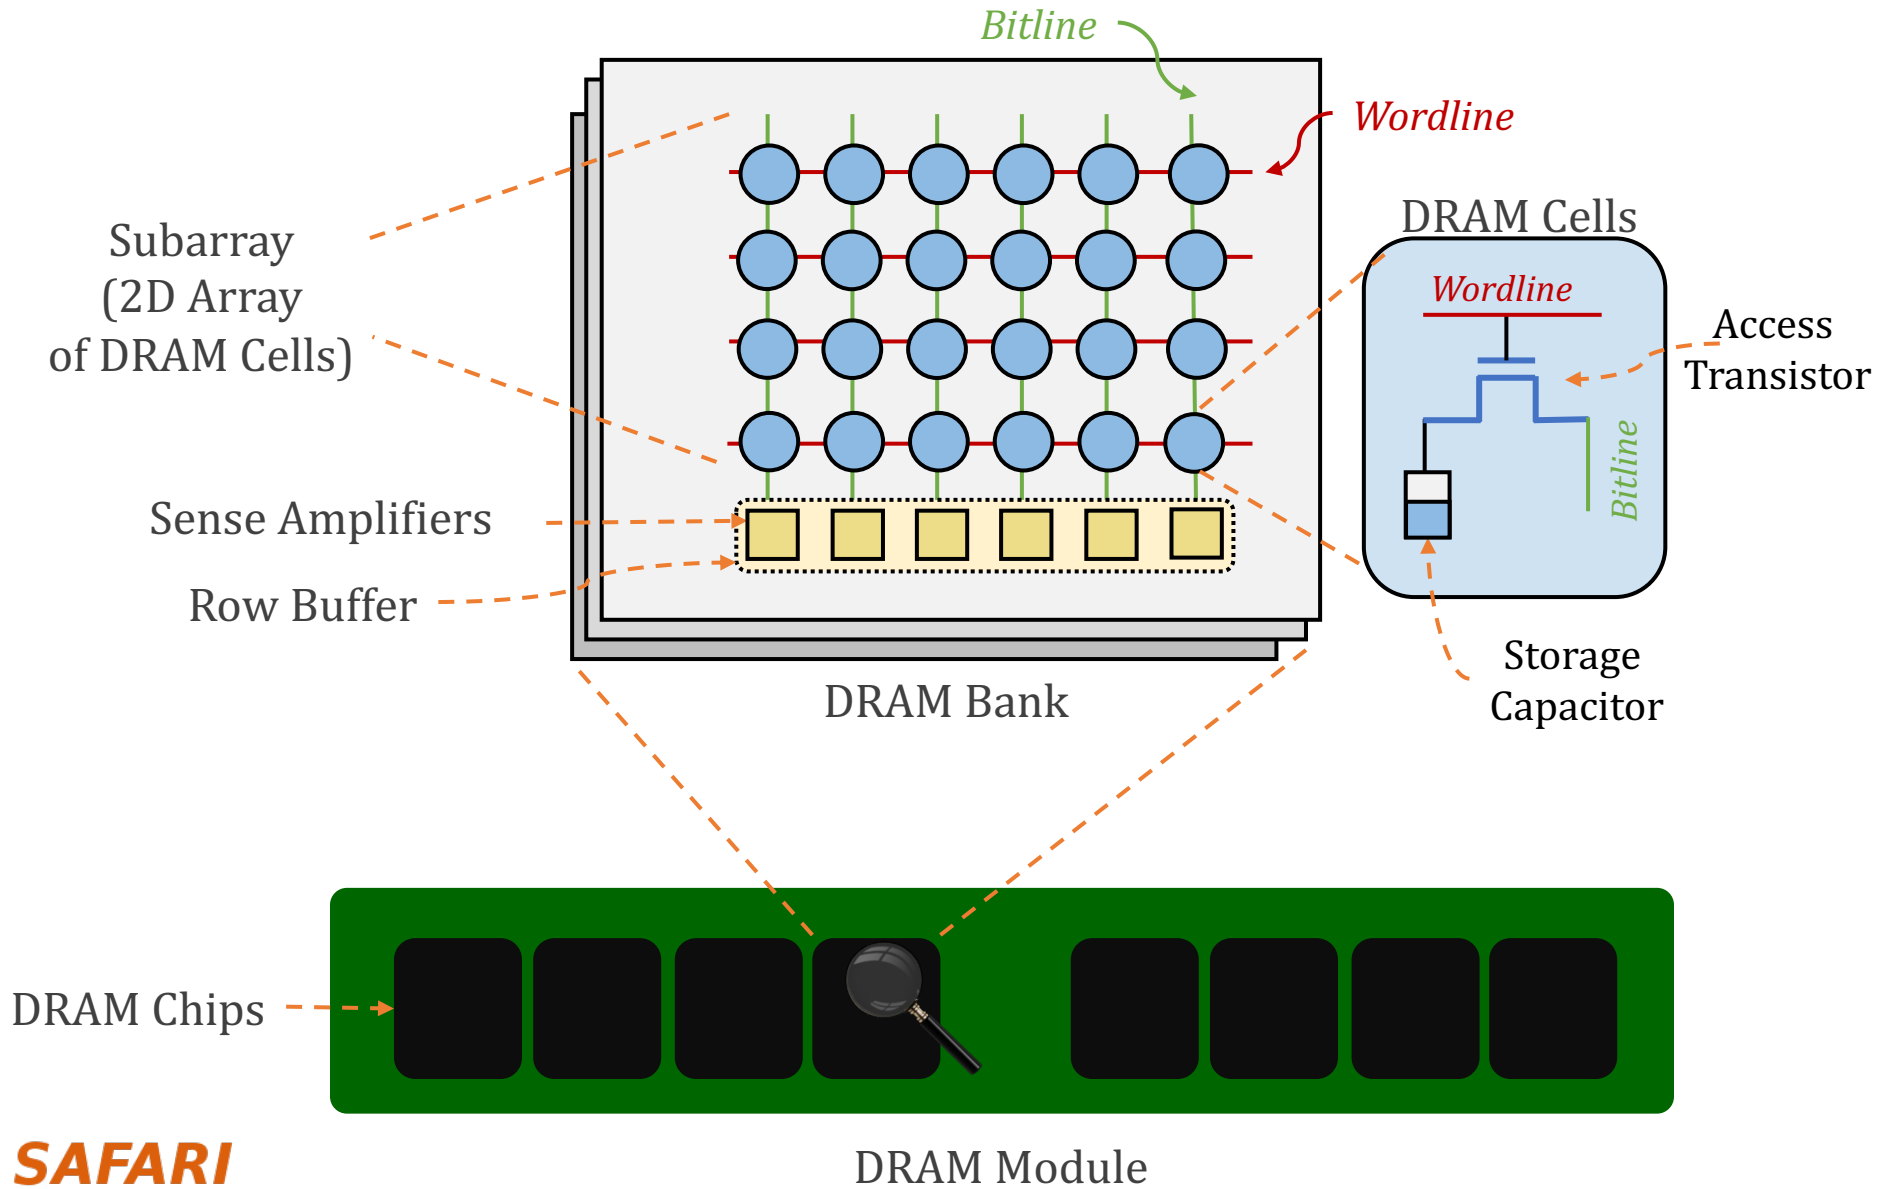 Bitline
Wordline
DRAM Cells
Subarray
(2D Array
of DRAM Cells)
Wordline
Access
Transistor
Bitline
Sense Amplifiers
Row Buffer
Storage
Capacitor
DRAM Bank
DRAM Chips
SAFARI
DRAM Module